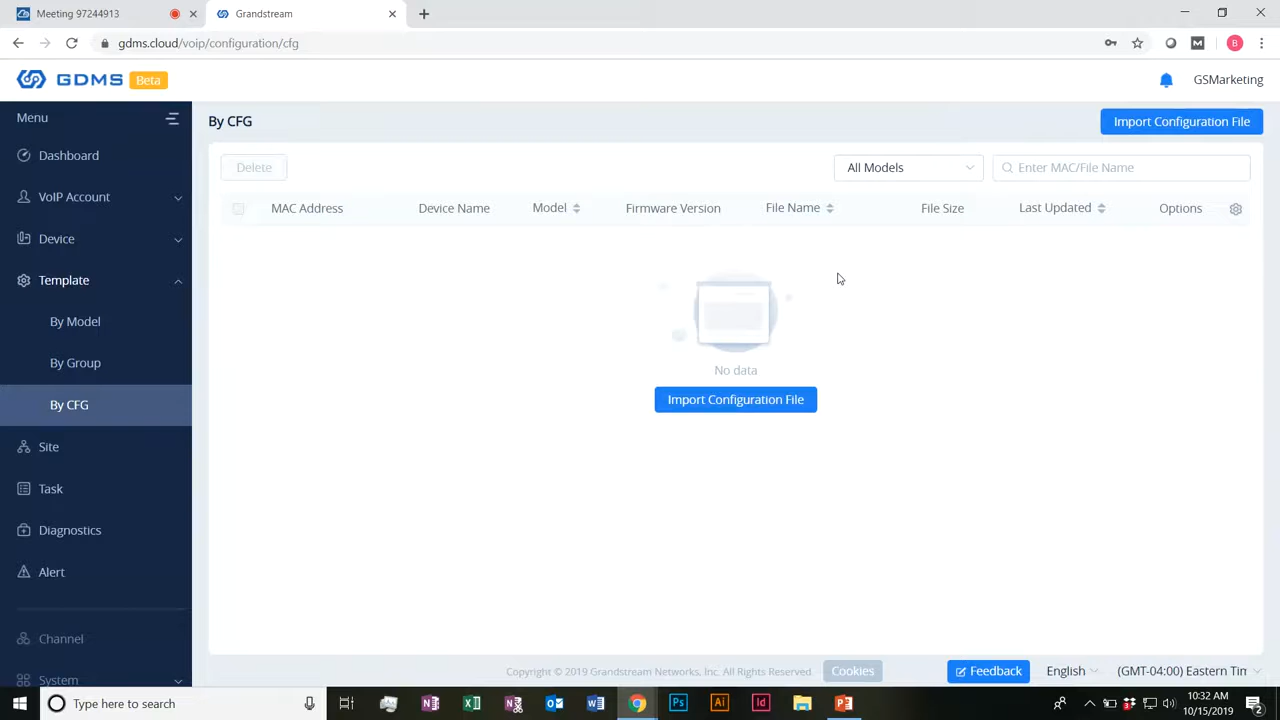 Meeting 97244913
Grandstream
gdms.cloud/voip/configuration/cfg
M
B
GDMS Beta
GSMarketing
Menu
Dashboard
VoIP Account
Device
Template
By Model
By Group
By CFG
Site
Task
Diagnostics
Alert
Channel
System
By CFG
Import Configuration File
Delete
All Models
Enter MAC/File Name
MAC Address
Device Name
Model
Firmware Version
File Name
File Size
Last Updated
Options
No data
Import Configuration File
Copyright © 2019 Grandstream Networks, Inc. All Rights Reserved.
Cookies
Feedback
English
(GMT-04:00) Eastern Tim
Type here to search
Ps
Ai
Id
10:32 AM
10/15/2019
2